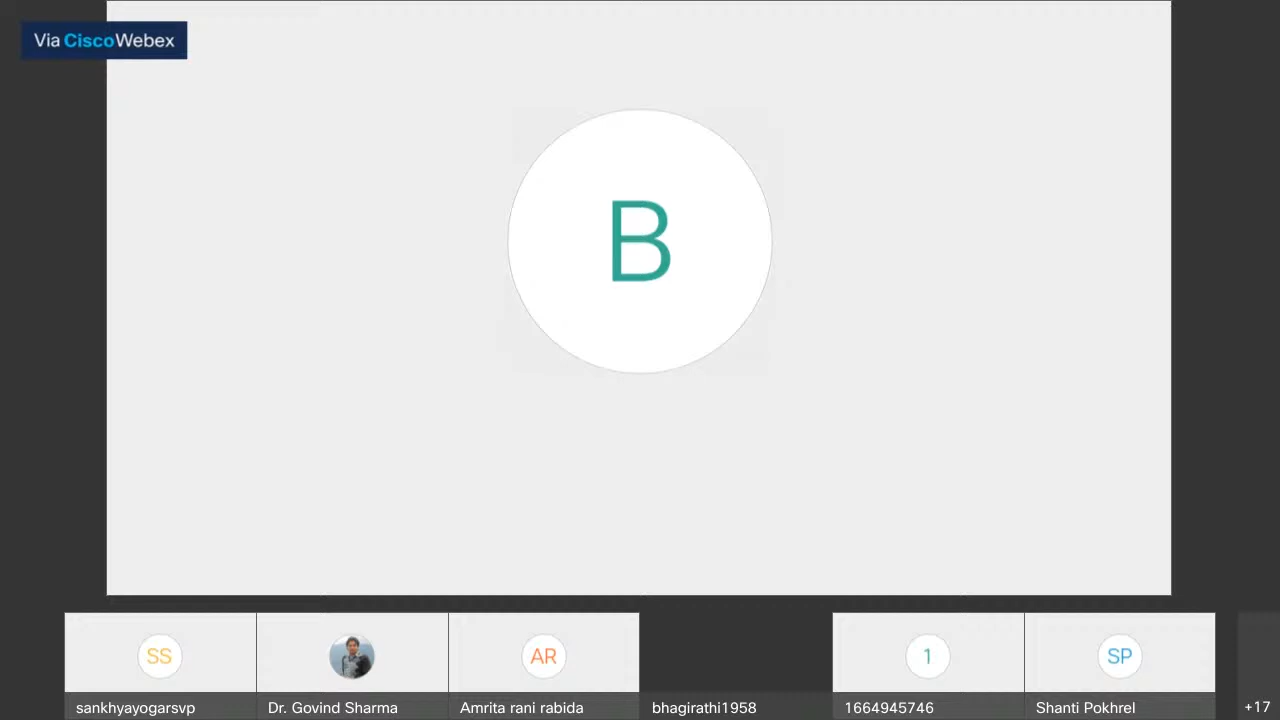 Via CiscoWebex
B
SS
AR
1
SP
sankhyayogarsvp
Dr. Govind Sharma
Amrita rani rabida
bhagirathi1958
1664945746
Shanti Pokhrel
+17